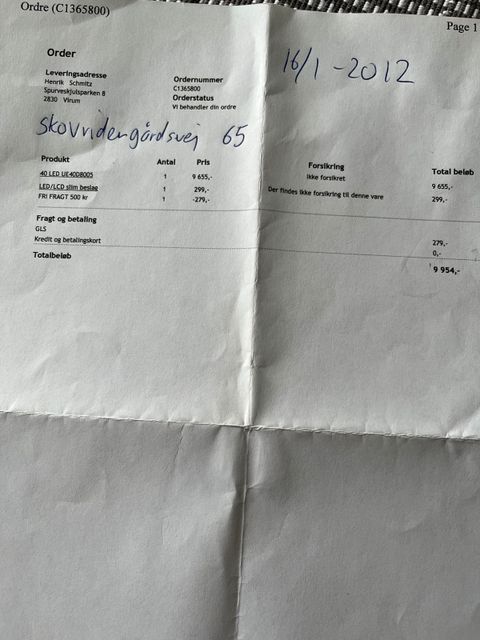 Ordre (C1365800)
Page 1
Order
16/1 - 2012
Leveringsadresse
Henrik Schmitz
Spurveskjulsparken 8
2830 Virum
Ordernummer
C1365800
Orderstatus
Vi behandler din ordre
Skovridergårdsvej 65
Produkt Antal Pris Forsikring Total beløb
40 LED UE40D8005 1 9 655,- Ikke forsikret 9 655,-
LED/LCD slim beslag 1 299,- Der findes ikke forsikring til denne vare 299,-
FRI FRAGT 500 kr 1 -279,-
Fragt og betaling
GLS 279,-
Kredit og betalingskort 0,-
Totalbeløb 9 954,-